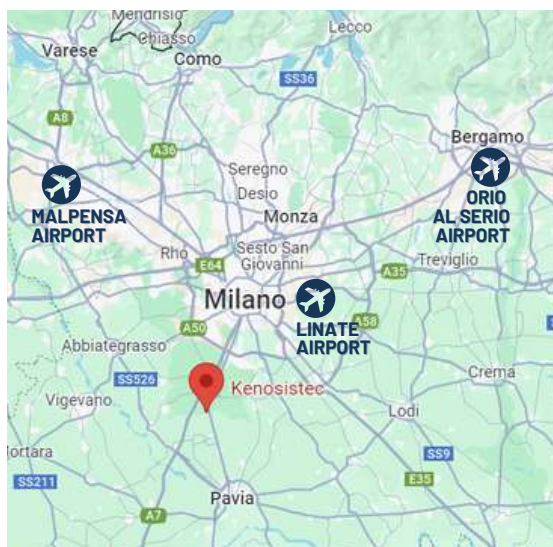 Mendrisio
Chiasso
Lecco
Varese
Como
SS36
A8
A36
Bergamo
Seregno
Desio
MALPENSA
AIRPORT
ORIO
AL SERIO
AIRPORT
Monza
Rho
Sesto San
Giovanni
E64
A35
Treviglio
Milano
A50
LINATE
AIRPORT
A58
Abbiategrasso
SS526
Kenosistec
Crema
Vigevano
Lodi
Mortara
SS9
SS211
E35
Pavia
A7